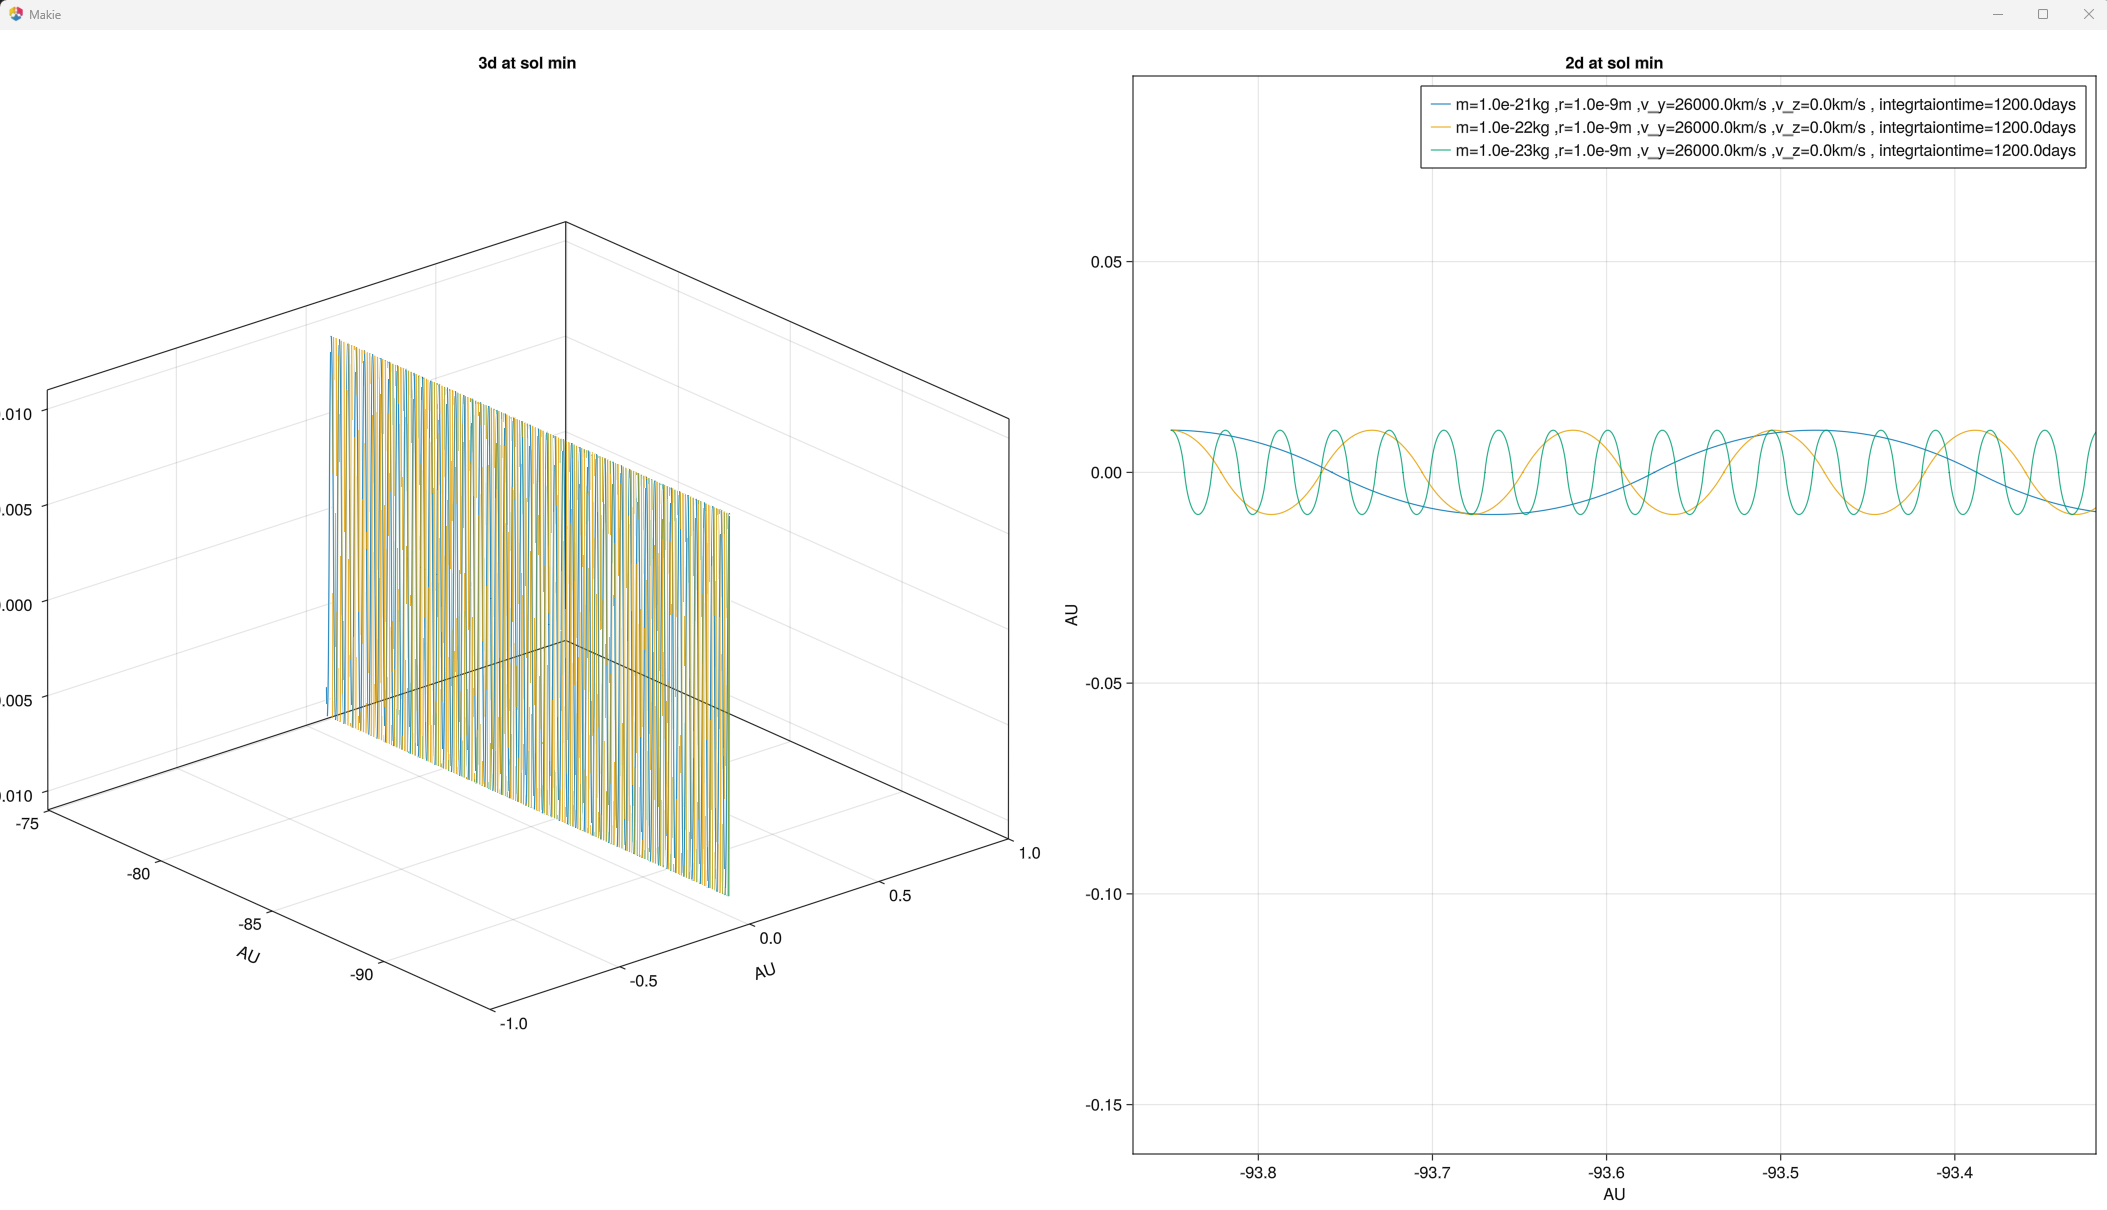 Makie
3d at sol min
.010
.005
.000
.005
.010
-75
-80
-85
-90
AU
-1.0
-0.5
0.0
0.5
1.0
AU
2d at sol min
m=1.0e-21kg ,r=1.0e-9m ,v_y=26000.0km/s ,v_z=0.0km/s , integrtaiontime=1200.0days
m=1.0e-22kg ,r=1.0e-9m ,v_y=26000.0km/s ,v_z=0.0km/s , integrtaiontime=1200.0days
m=1.0e-23kg ,r=1.0e-9m ,v_y=26000.0km/s ,v_z=0.0km/s , integrtaiontime=1200.0days
0.05
0.00
-0.05
-0.10
-0.15
AU
-93.8
-93.7
-93.6
-93.5
-93.4
AU